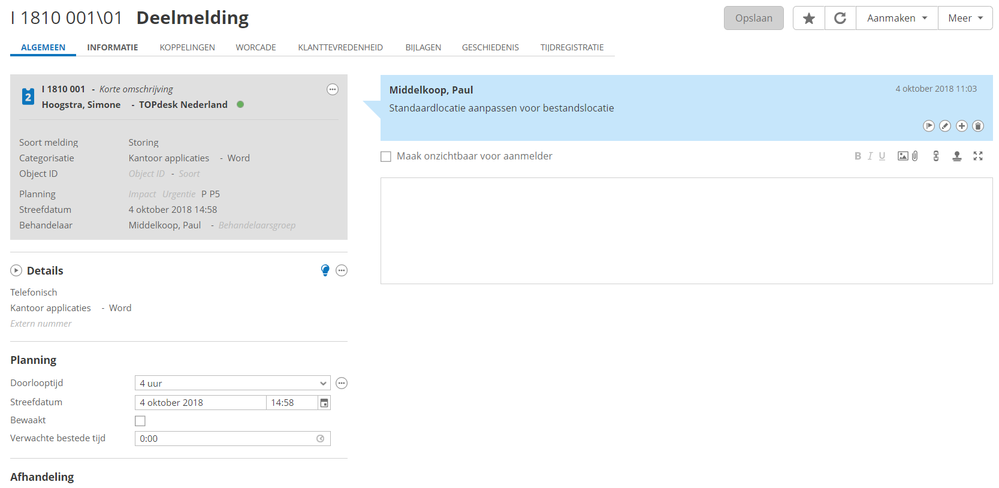 I 1810 001\01 Deelmelding
Opslaan
Aanmaken
Meer
ALGEMEEN INFORMATIE KOPPELINGEN WORCADE KLANTTEVREDENHEID BIJLAGEN GESCHIEDENIS TIJDREGISTRATIE
2
I 1810 001 - Korte omschrijving
Hoogstra, Simone - TOPdesk Nederland
Soort melding Storing
Categorisatie Kantoor applicaties - Word
Object ID Object ID - Soort
Planning Impact Urgentie P P5
Streefdatum 4 oktober 2018 14:58
Behandelaar Middelkoop, Paul - Behandelaarsgroep
Details
Telefonisch
Kantoor applicaties - Word
Extern nummer
Planning
Doorlooptijd 4 uur
Streefdatum 4 oktober 2018 14:58
Bewaakt
Verwachte bestede tijd 0:00
Afhandeling
Middelkoop, Paul 4 oktober 2018 11:03
Standaardlocatie aanpassen voor bestandslocatie
Maak onzichtbaar voor aanmelder B I U